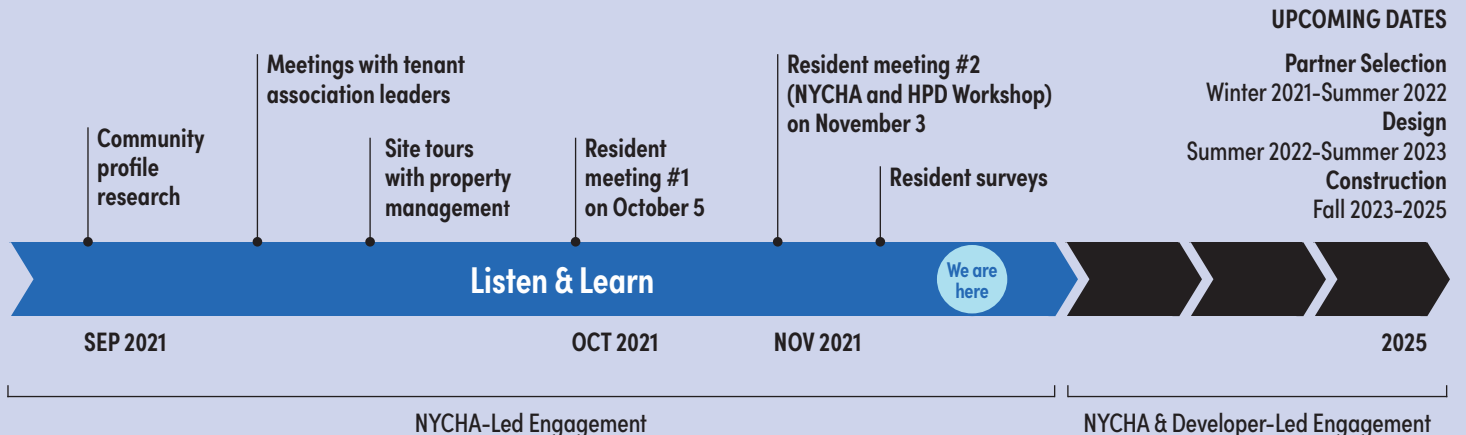 UPCOMING DATES
Meetings with tenant
association leaders
Resident meeting #2
(NYCHA and HPD Workshop)
on November 3
Partner Selection
Winter 2021-Summer 2022
Design
Summer 2022-Summer 2023
Construction
Fall 2023-2025
Community
profile
research
Site tours
with property
management
Resident
meeting #1
on October 5
Resident surveys
Listen & Learn
We are
here
SEP 2021
OCT 2021
NOV 2021
2025
NYCHA-Led Engagement
NYCHA & Developer-Led Engagement